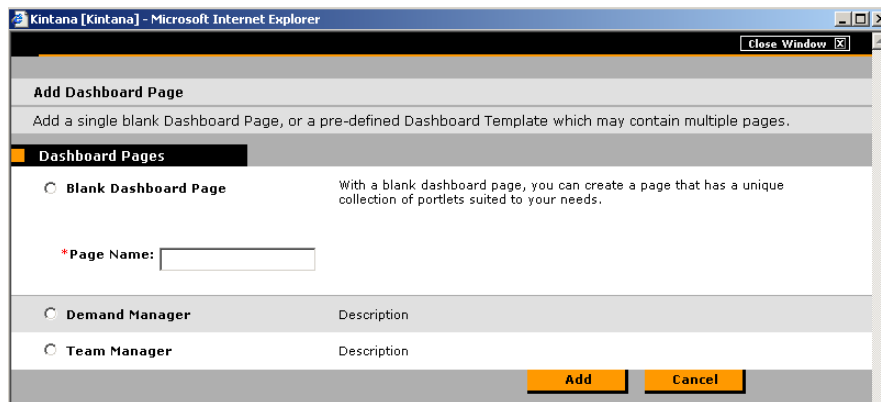 Kintana [Kintana] - Microsoft Internet Explorer
Close Window X
Add Dashboard Page
Add a single blank Dashboard Page, or a pre-defined Dashboard Template which may contain multiple pages.
Dashboard Pages
Blank Dashboard Page
With a blank dashboard page, you can create a page that has a unique
collection of portlets suited to your needs.
*Page Name:
Demand Manager Description
Team Manager Description
Add Cancel